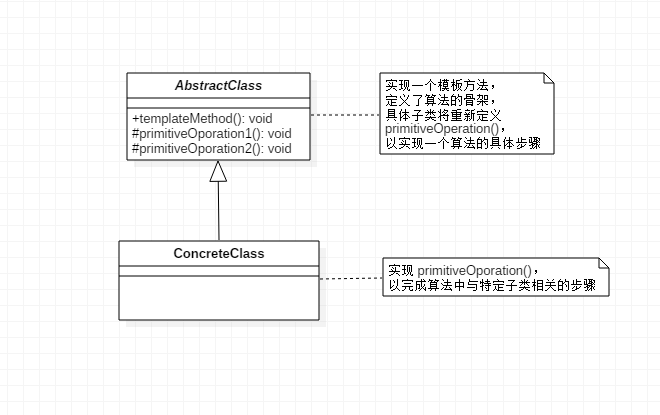 AbstractClass
+templateMethod(): void
#primitiveOporation1(): void
#primitiveOporation2(): void
实现一个模板方法，
定义了算法的骨架，
具体子类将重新定义
primitiveOperation()，
以实现一个算法的具体步骤
ConcreteClass
实现 primitiveOporation()，
以完成算法中与特定子类相关的步骤